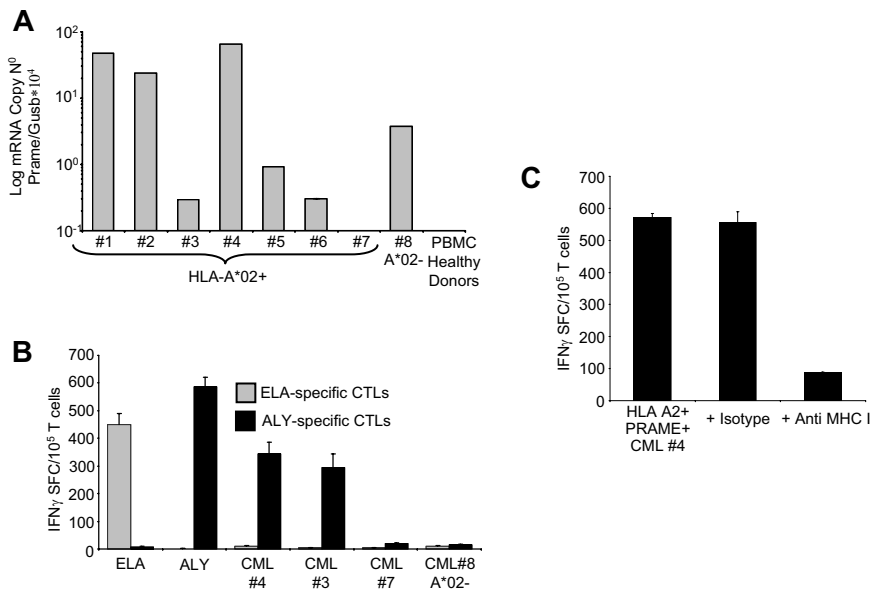 A
Log mRNA Copy N⁰
Prame/Gusb*10⁴
10²
10¹
10⁰
10⁻¹
#1 #2 #3 #4 #5 #6 #7 #8 PBMC
A*02- Healthy
Donors
HLA-A*02+
B
IFNγ SFC/10⁵ T cells
700
600
500
400
300
200
100
0
ELA-specific CTLs
ALY-specific CTLs
ELA ALY CML CML CML CML#8
#4 #3 #7 A*02-
C
IFNγ SFC/10⁵ T cells
700
600
500
400
300
200
100
0
HLA A2+ + Isotype + Anti MHC I
PRAME+
CML #4